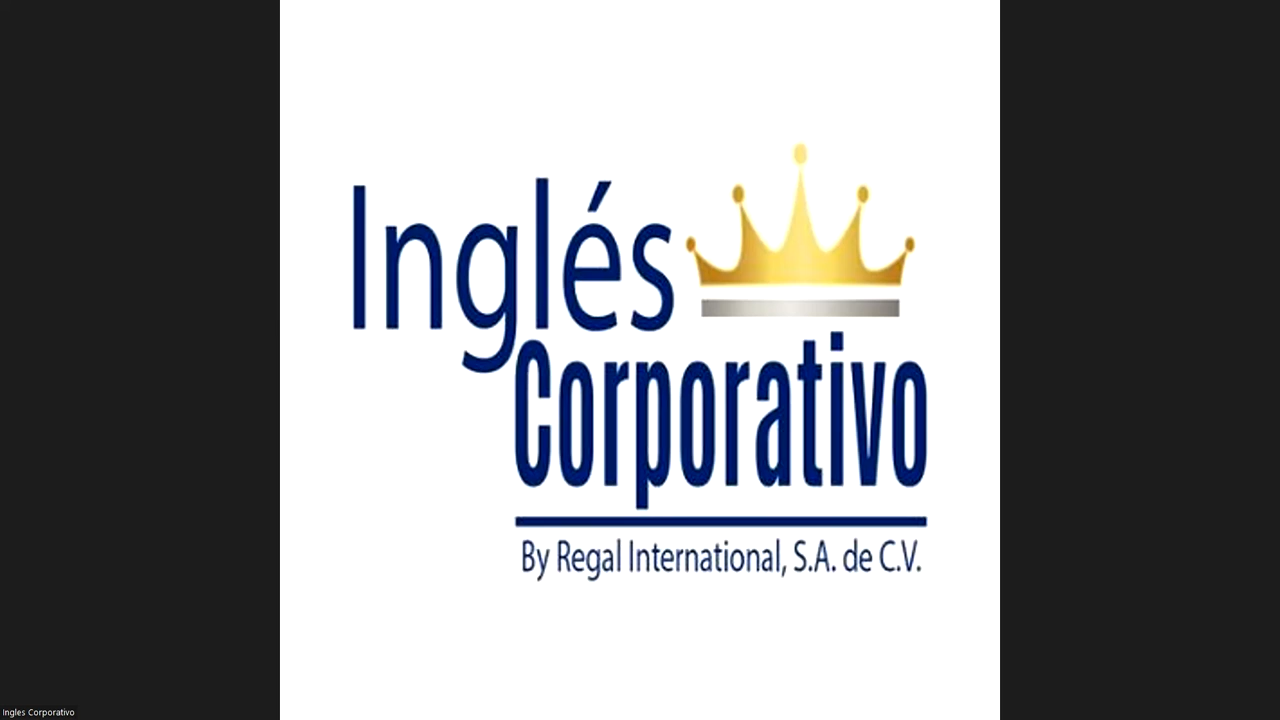 Inglés
Corporativo
By Regal International, S.A. de C.V.
Ingles Corporativo